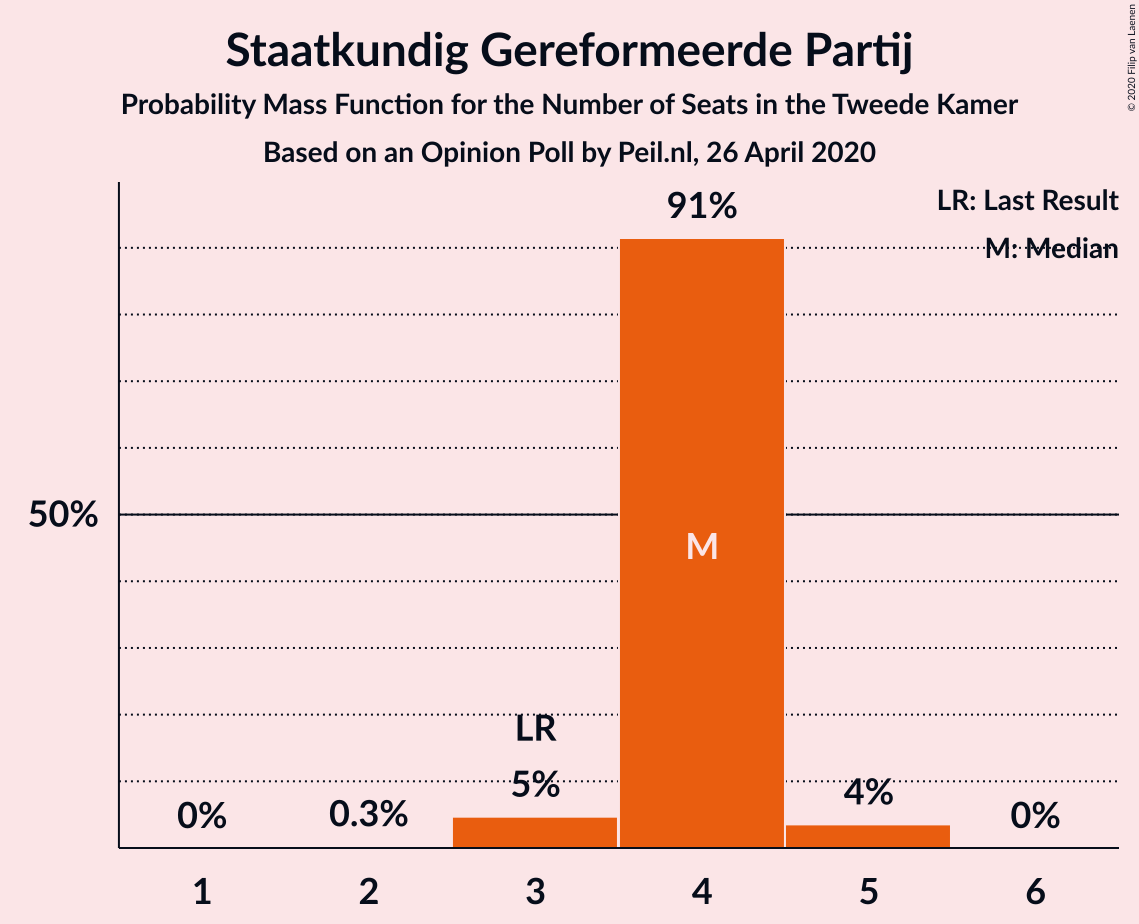 Staatkundig Gereformeerde Partij
Probability Mass Function for the Number of Seats in the Tweede Kamer
Based on an Opinion Poll by Peil.nl, 26 April 2020
© 2020 Filip van Laenen
LR: Last Result
M: Median
91%
50%
M
LR
5%
4%
0%
0.3%
0%
1
2
3
4
5
6